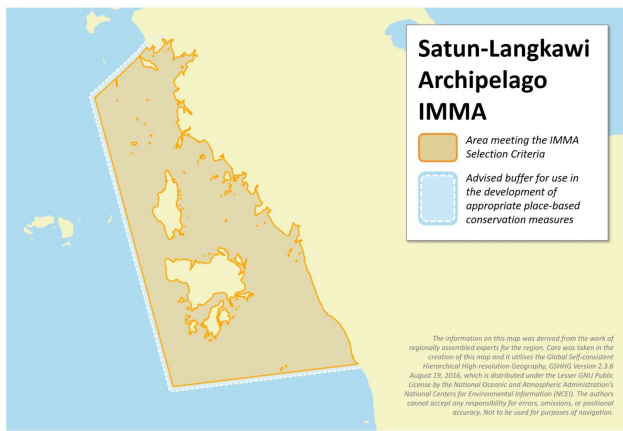 Satun-Langkawi
Archipelago
IMMA
Area meeting the IMMA
Selection Criteria
Advised buffer for use in
the development of
appropriate place-based
conservation measures
The information on this map was derived from the work of
regionally assembled experts for the region. Care was taken in the
creation of this map and it utilises the Global Self-consistent
Hierarchical High-resolution Geography, GSHHG Version 2.3.6
August 19, 2016, which is distributed under the Lesser GNU Public
License by the National Oceanic and Atmospheric Administration's
National Centers for Environmental Information (NCEI). The authors
cannot accept any responsibility for errors, omissions, or positional
accuracy. Not to be used for purposes of navigation.